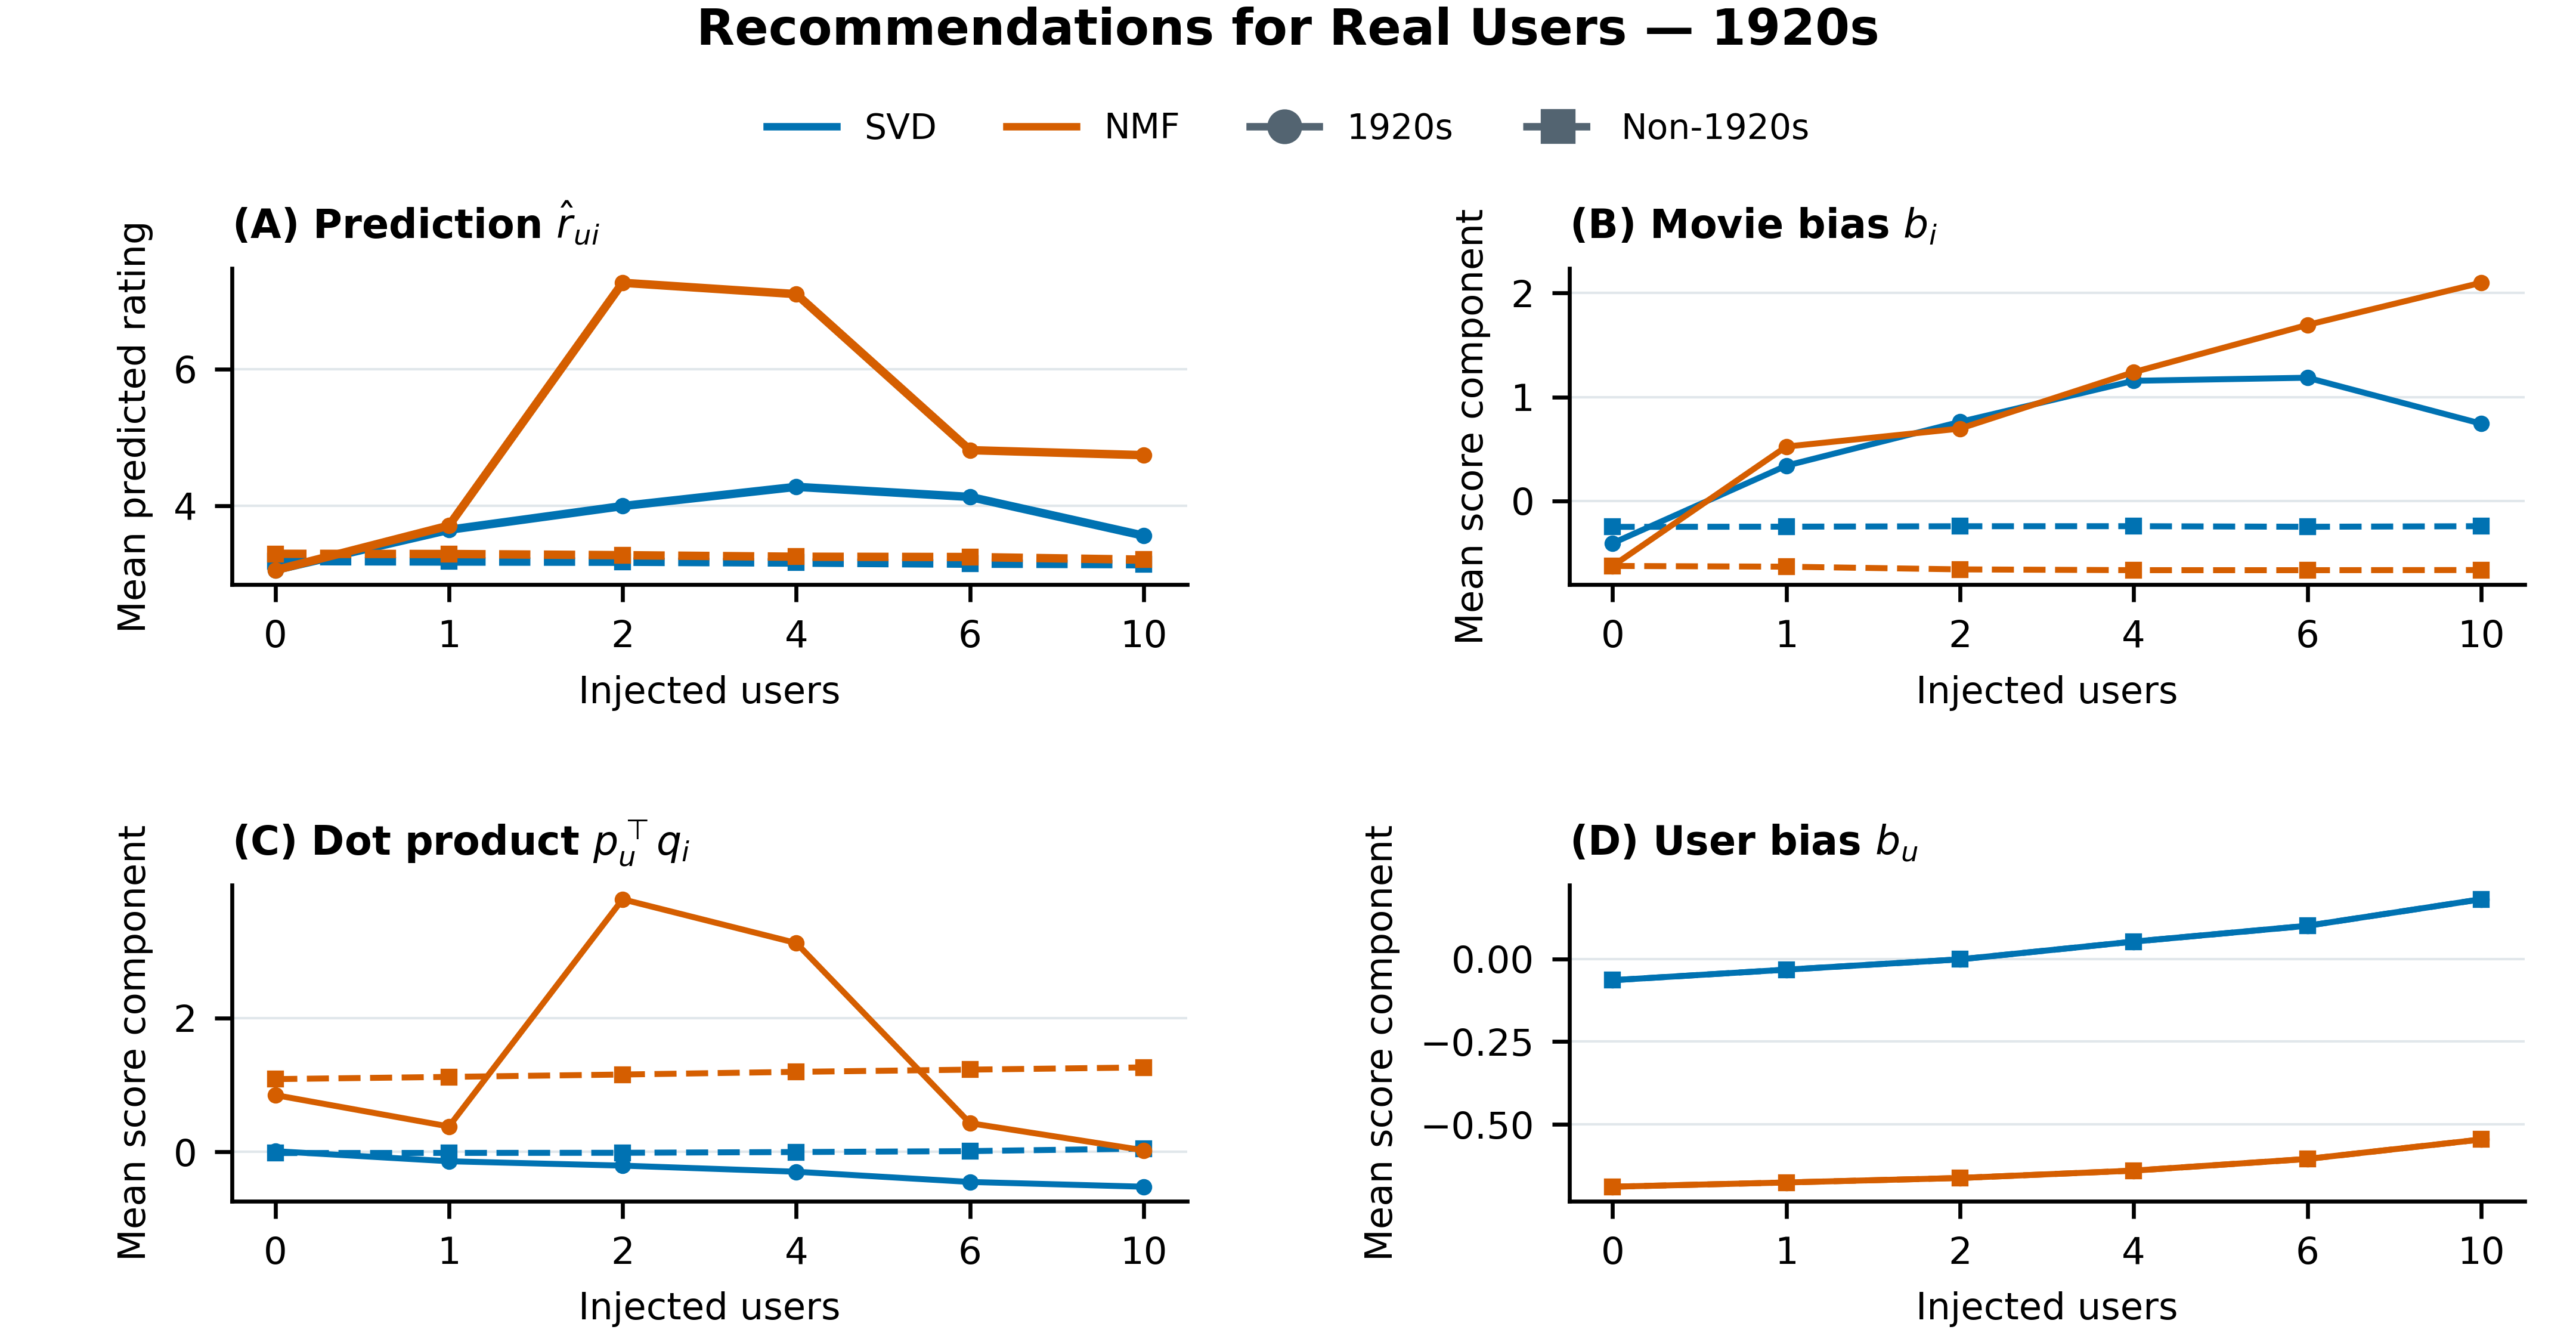 Recommendations for Real Users — 1920s
SVD NMF 1920s Non-1920s
(A) Prediction r̂ᵤᵢ
Mean predicted rating
6
4
0 1 2 4 6 10
Injected users
(B) Movie bias bᵢ
Mean score component
2
1
0
0 1 2 4 6 10
Injected users
(C) Dot product pᵤ⊤qᵢ
Mean score component
2
0
0 1 2 4 6 10
Injected users
(D) User bias bᵤ
Mean score component
0.00
−0.25
−0.50
0 1 2 4 6 10
Injected users